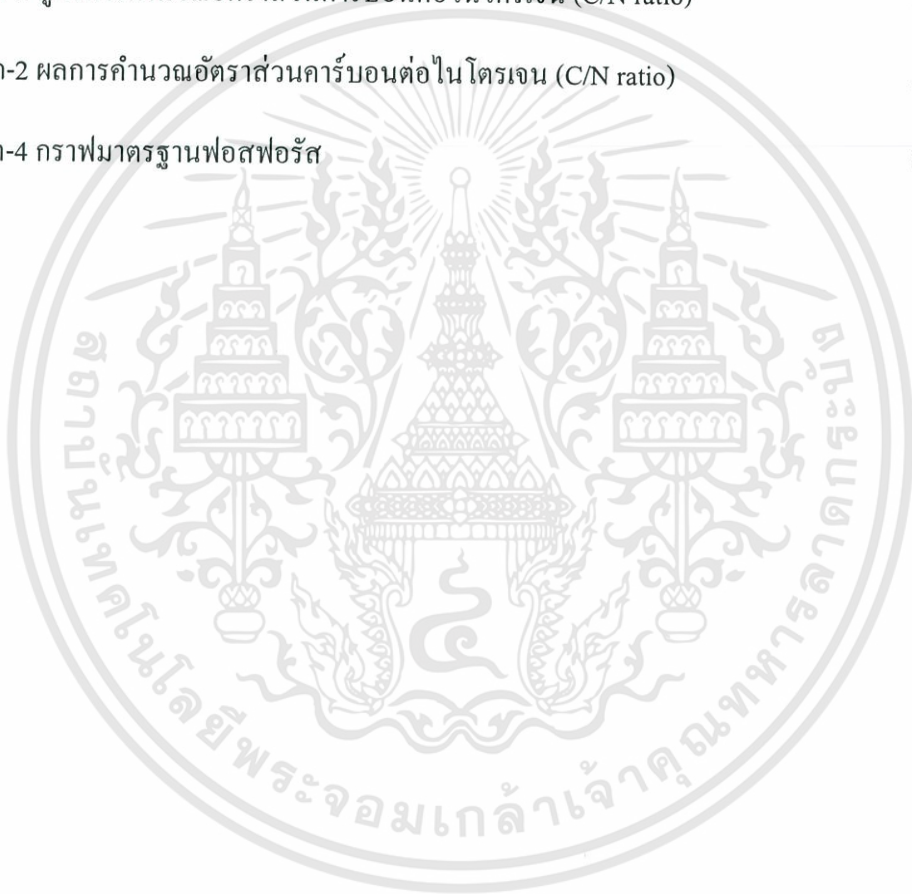 (C/N ratio)
ก-2 ผลการคำนวณอัตราส่วนคาร์บอนต่อไนโตรเจน (C/N ratio)
ก-4 กราฟมาตรฐานฟอสฟอรัส
สถาบันเทคโนโลยีพระจอมเกล้าเจ้าคุณทหารลาดกระบัง